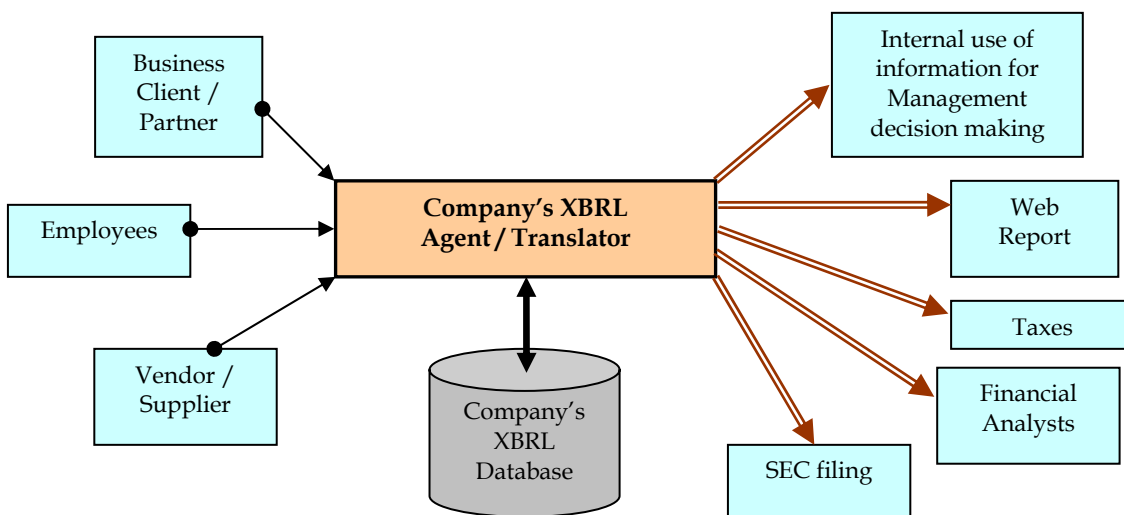 Business
Client /
Partner
Employees
Vendor /
Supplier
Company’s XBRL
Agent / Translator
Company’s
XBRL
Database
Internal use of
information for
Management
decision making
Web
Report
Taxes
Financial
Analysts
SEC filing